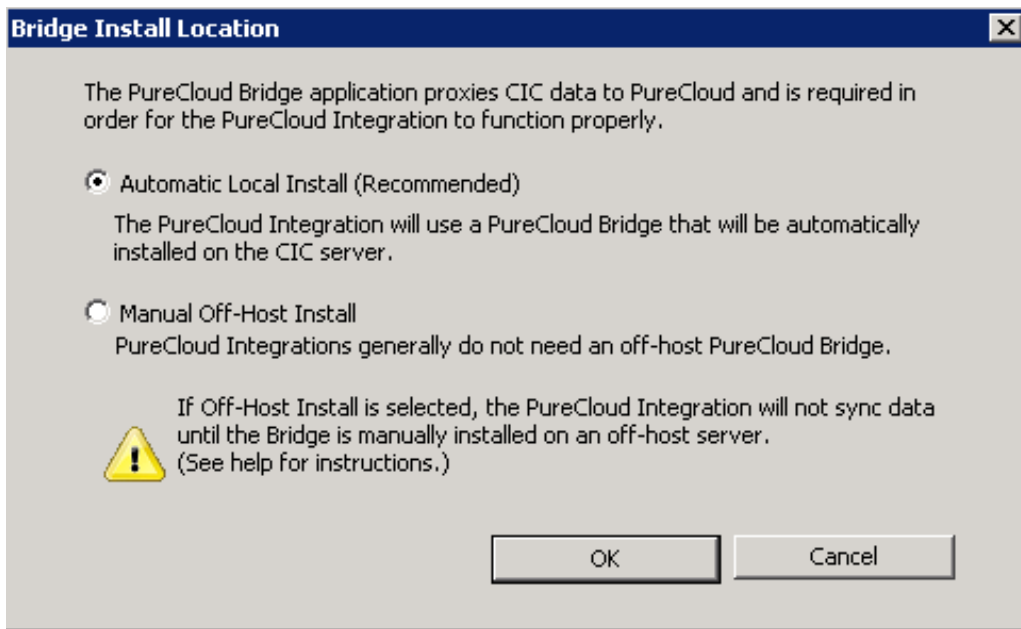 Bridge Install Location
The PureCloud Bridge application proxies CIC data to PureCloud and is required in
order for the PureCloud Integration to function properly.
Automatic Local Install (Recommended)
The PureCloud Integration will use a PureCloud Bridge that will be automatically
installed on the CIC server.
Manual Off-Host Install
PureCloud Integrations generally do not need an off-host PureCloud Bridge.
If Off-Host Install is selected, the PureCloud Integration will not sync data
until the Bridge is manually installed on an off-host server.
(See help for instructions.)
OK Cancel